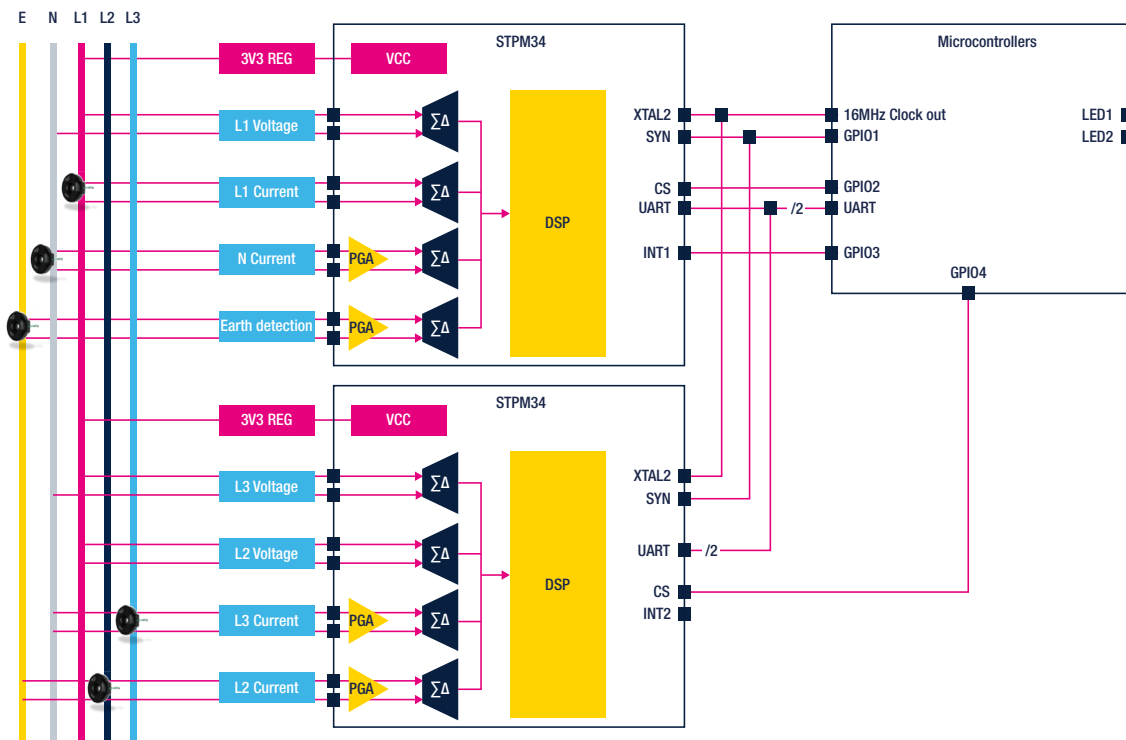 E N L1 L2 L3
STPM34
Microcontrollers
3V3 REG
VCC
L1 Voltage
ΣΔ
XTAL2
16MHz Clock out
LED1
SYN
GPIO1
LED2
L1 Current
ΣΔ
DSP
CS
GPIO2
UART
/2
UART
N Current
PGA
ΣΔ
INT1
GPIO3
GPIO4
Earth detection
PGA
ΣΔ
STPM34
3V3 REG
VCC
L3 Voltage
ΣΔ
XTAL2
SYN
L2 Voltage
ΣΔ
DSP
UART
/2
CS
INT2
L3 Current
PGA
ΣΔ
L2 Current
PGA
ΣΔ